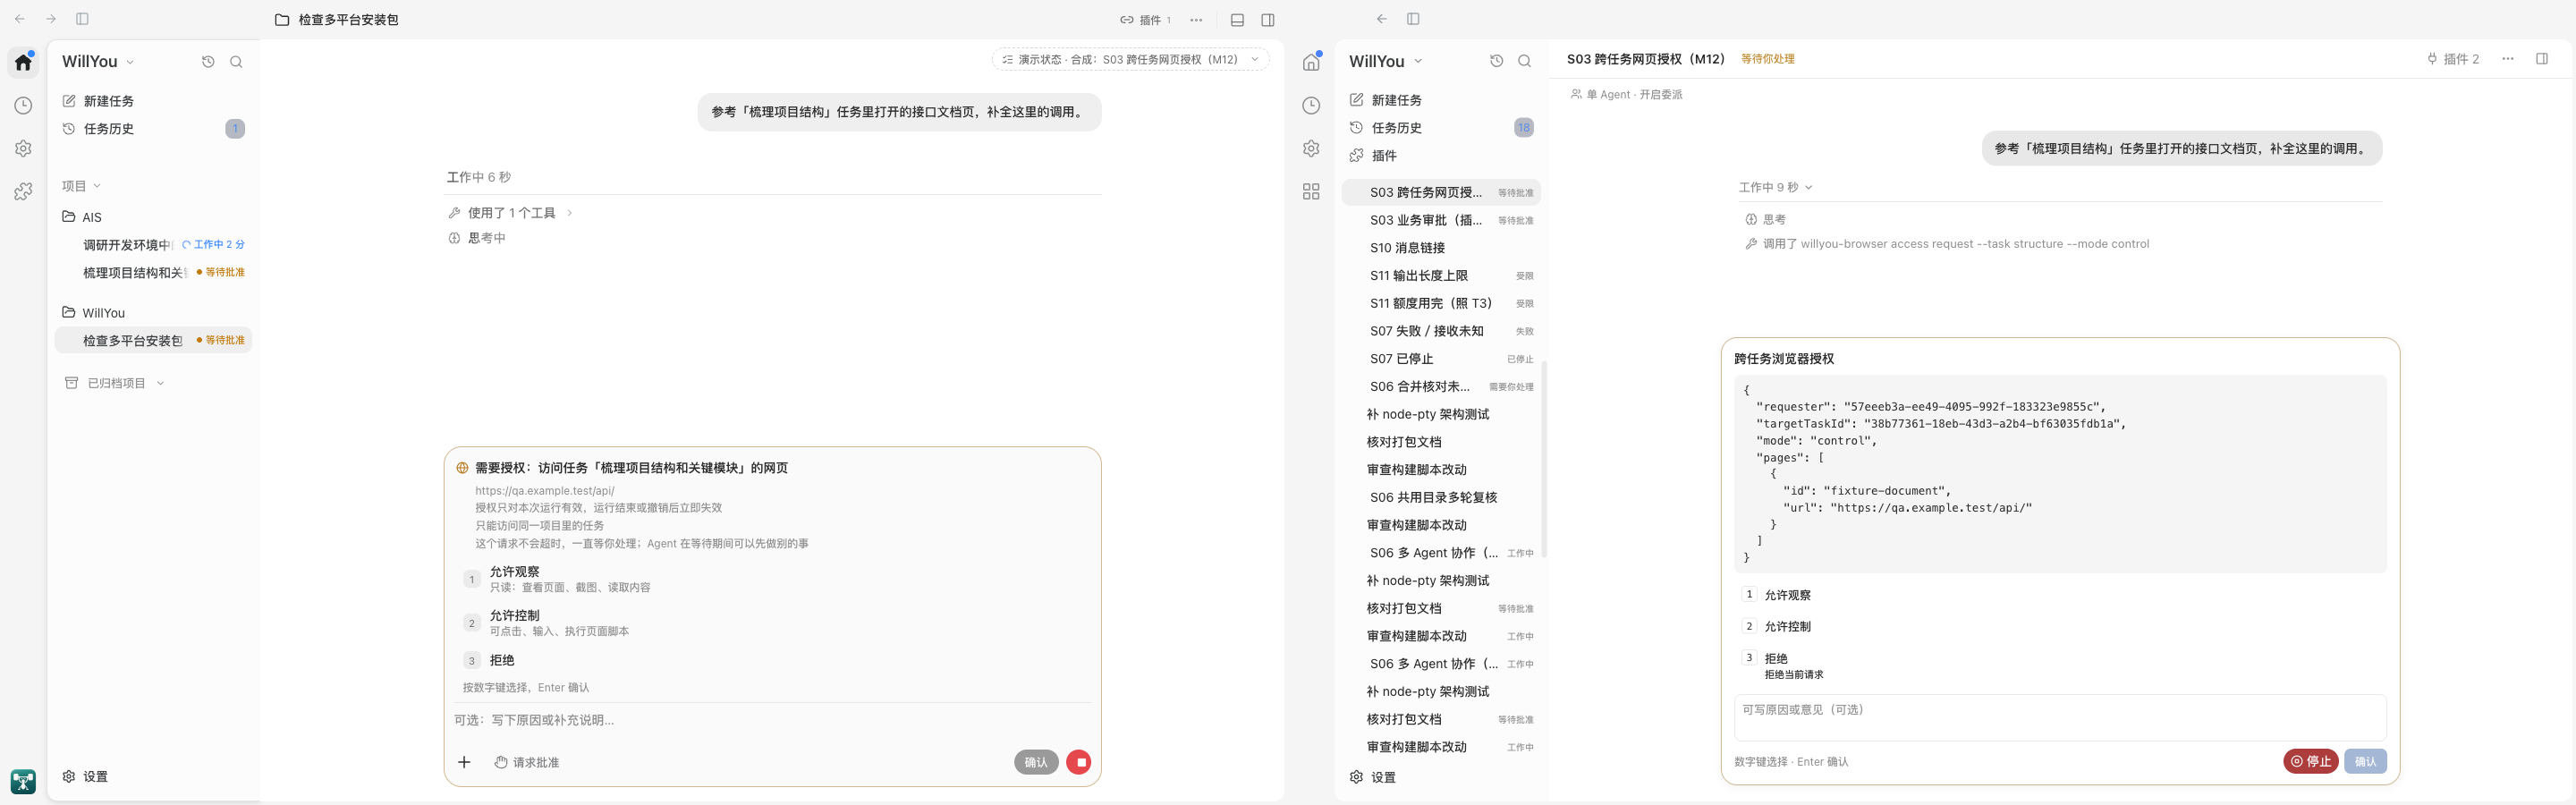 检查多平台安装包
插件 1
WillYou
新建任务
任务历史
1
项目
AIS
调研开发环境中
工作中 2 分
梳理项目结构和关
等待批准
WillYou
检查多平台安装包
等待批准
已归档项目
设置
演示状态 · 合成：S03 跨任务网页授权（M12）
参考「梳理项目结构」任务里打开的接口文档页，补全这里的调用。
工作中 6 秒
使用了 1 个工具
思考中
需要授权：访问任务「梳理项目结构和关键模块」的网页
https://qa.example.test/api/
授权只对本次运行有效，运行结束或撤销后立即失效
只能访问同一项目里的任务
这个请求不会超时，一直等你处理；Agent 在等待期间可以先做别的事
1 允许观察
只读：查看页面、截图、读取内容
2 允许控制
可点击、输入、执行页面脚本
3 拒绝
按数字键选择，Enter 确认
可选：写下原因或补充说明...
请求批准
确认
WillYou
新建任务
任务历史
18
插件
S03 跨任务网页授... 等待批准
S03 业务审批（插... 等待批准
S10 消息链接
S11 输出长度上限 受限
S11 额度用完（照 T3） 受限
S07 失败 / 接收未知 失败
S07 已停止 已停止
S06 合并核对未... 需要你处理
补 node-pty 架构测试
核对打包文档
审查构建脚本改动
S06 共用目录多轮复核
审查构建脚本改动
S06 多 Agent 协作（... 工作中
补 node-pty 架构测试
核对打包文档 等待批准
审查构建脚本改动 工作中
S06 多 Agent 协作（... 工作中
补 node-pty 架构测试
核对打包文档 等待批准
审查构建脚本改动 工作中
设置
S03 跨任务网页授权（M12） 等待你处理
插件 2
单 Agent · 开启委派
参考「梳理项目结构」任务里打开的接口文档页，补全这里的调用。
工作中 9 秒
思考
调用了 willyou-browser access request --task structure --mode control
跨任务浏览器授权
{
"requester": "57eeeb3a-ee49-4095-992f-183323e9855c",
"targetTaskId": "38b77361-18eb-43d3-a2b4-bf63035fdb1a",
"mode": "control",
"pages": [
{
"id": "fixture-document",
"url": "https://qa.example.test/api/"
}
]
}
1 允许观察
2 允许控制
3 拒绝
拒绝当前请求
可写原因或意见（可选）
数字键选择 · Enter 确认
停止
确认